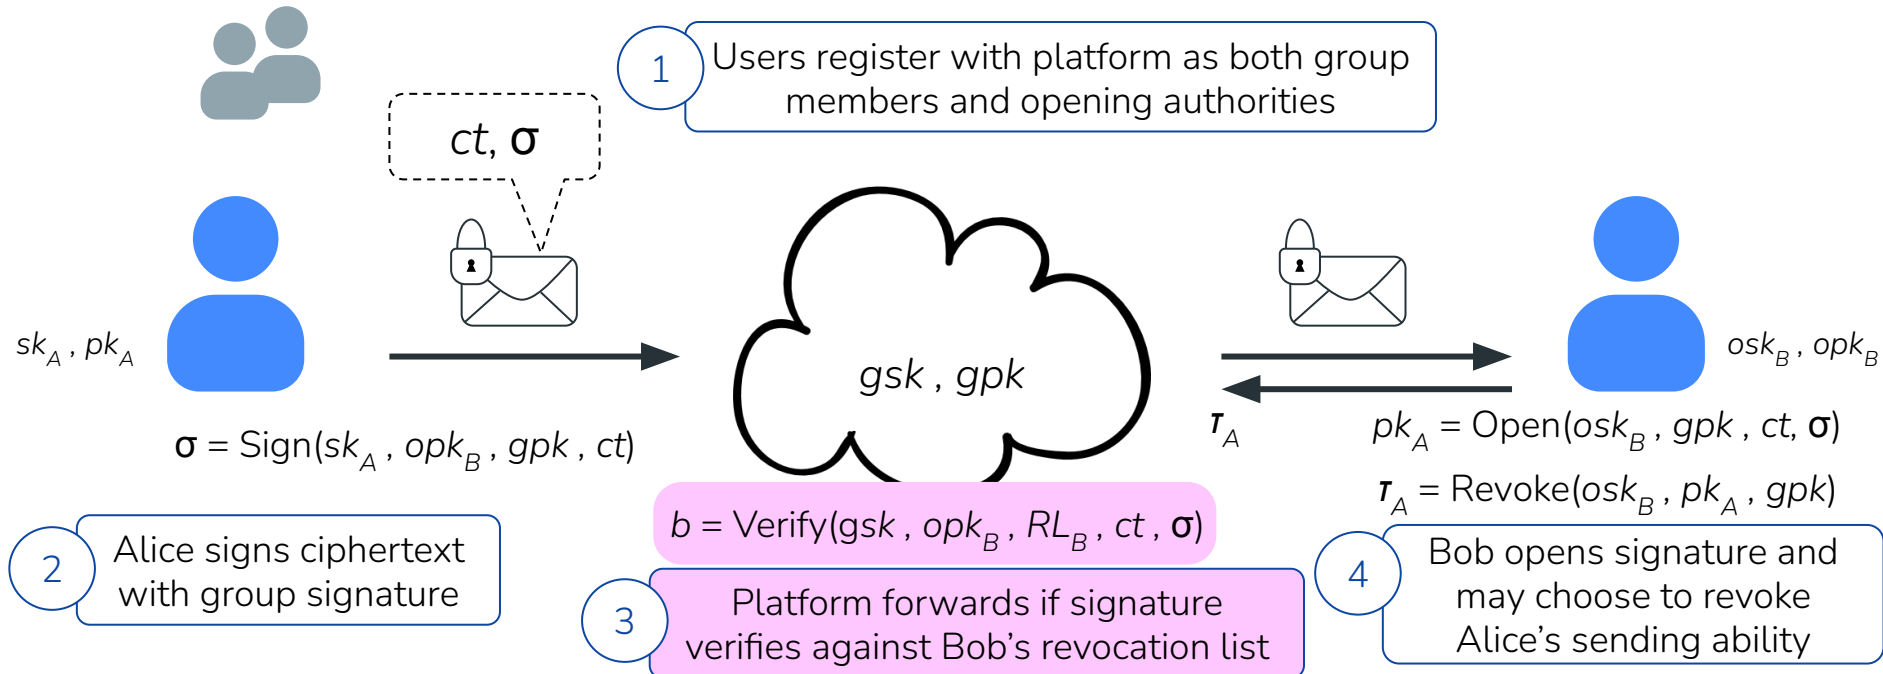 1
Users register with platform as both group
members and opening authorities
ct, σ
sk_A , pk_A
gsk , gpk
osk_B , opk_B
σ = Sign(sk_A , opk_B , gpk , ct)
τ_A
pk_A = Open(osk_B , gpk , ct, σ)
τ_A = Revoke(osk_B , pk_A , gpk)
b = Verify(gsk , opk_B , RL_B , ct , σ)
2
Alice signs ciphertext
with group signature
3
Platform forwards if signature
verifies against Bob’s revocation list
4
Bob opens signature and
may choose to revoke
Alice’s sending ability